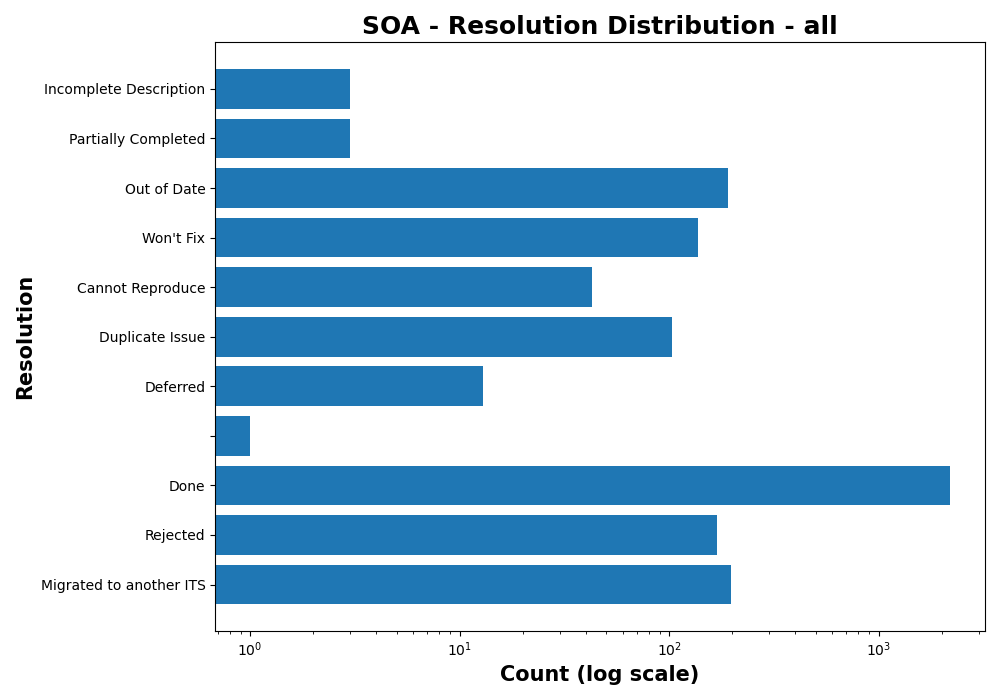 SOA - Resolution Distribution - all
Resolution
Incomplete Description
Partially Completed
Out of Date
Won't Fix
Cannot Reproduce
Duplicate Issue
Deferred
Done
Rejected
Migrated to another ITS
10⁰ 10¹ 10² 10³
Count (log scale)